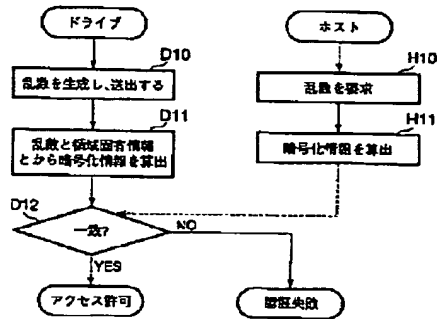 ドライブ
D10
乱数を生成し、送出する
D11
乱数と領域固有情報
とから暗号化情報を算出
D12
一致?
NO
YES
アクセス許可
認証失敗
ホスト
H10
乱数を要求
H11
暗号化情報を算出